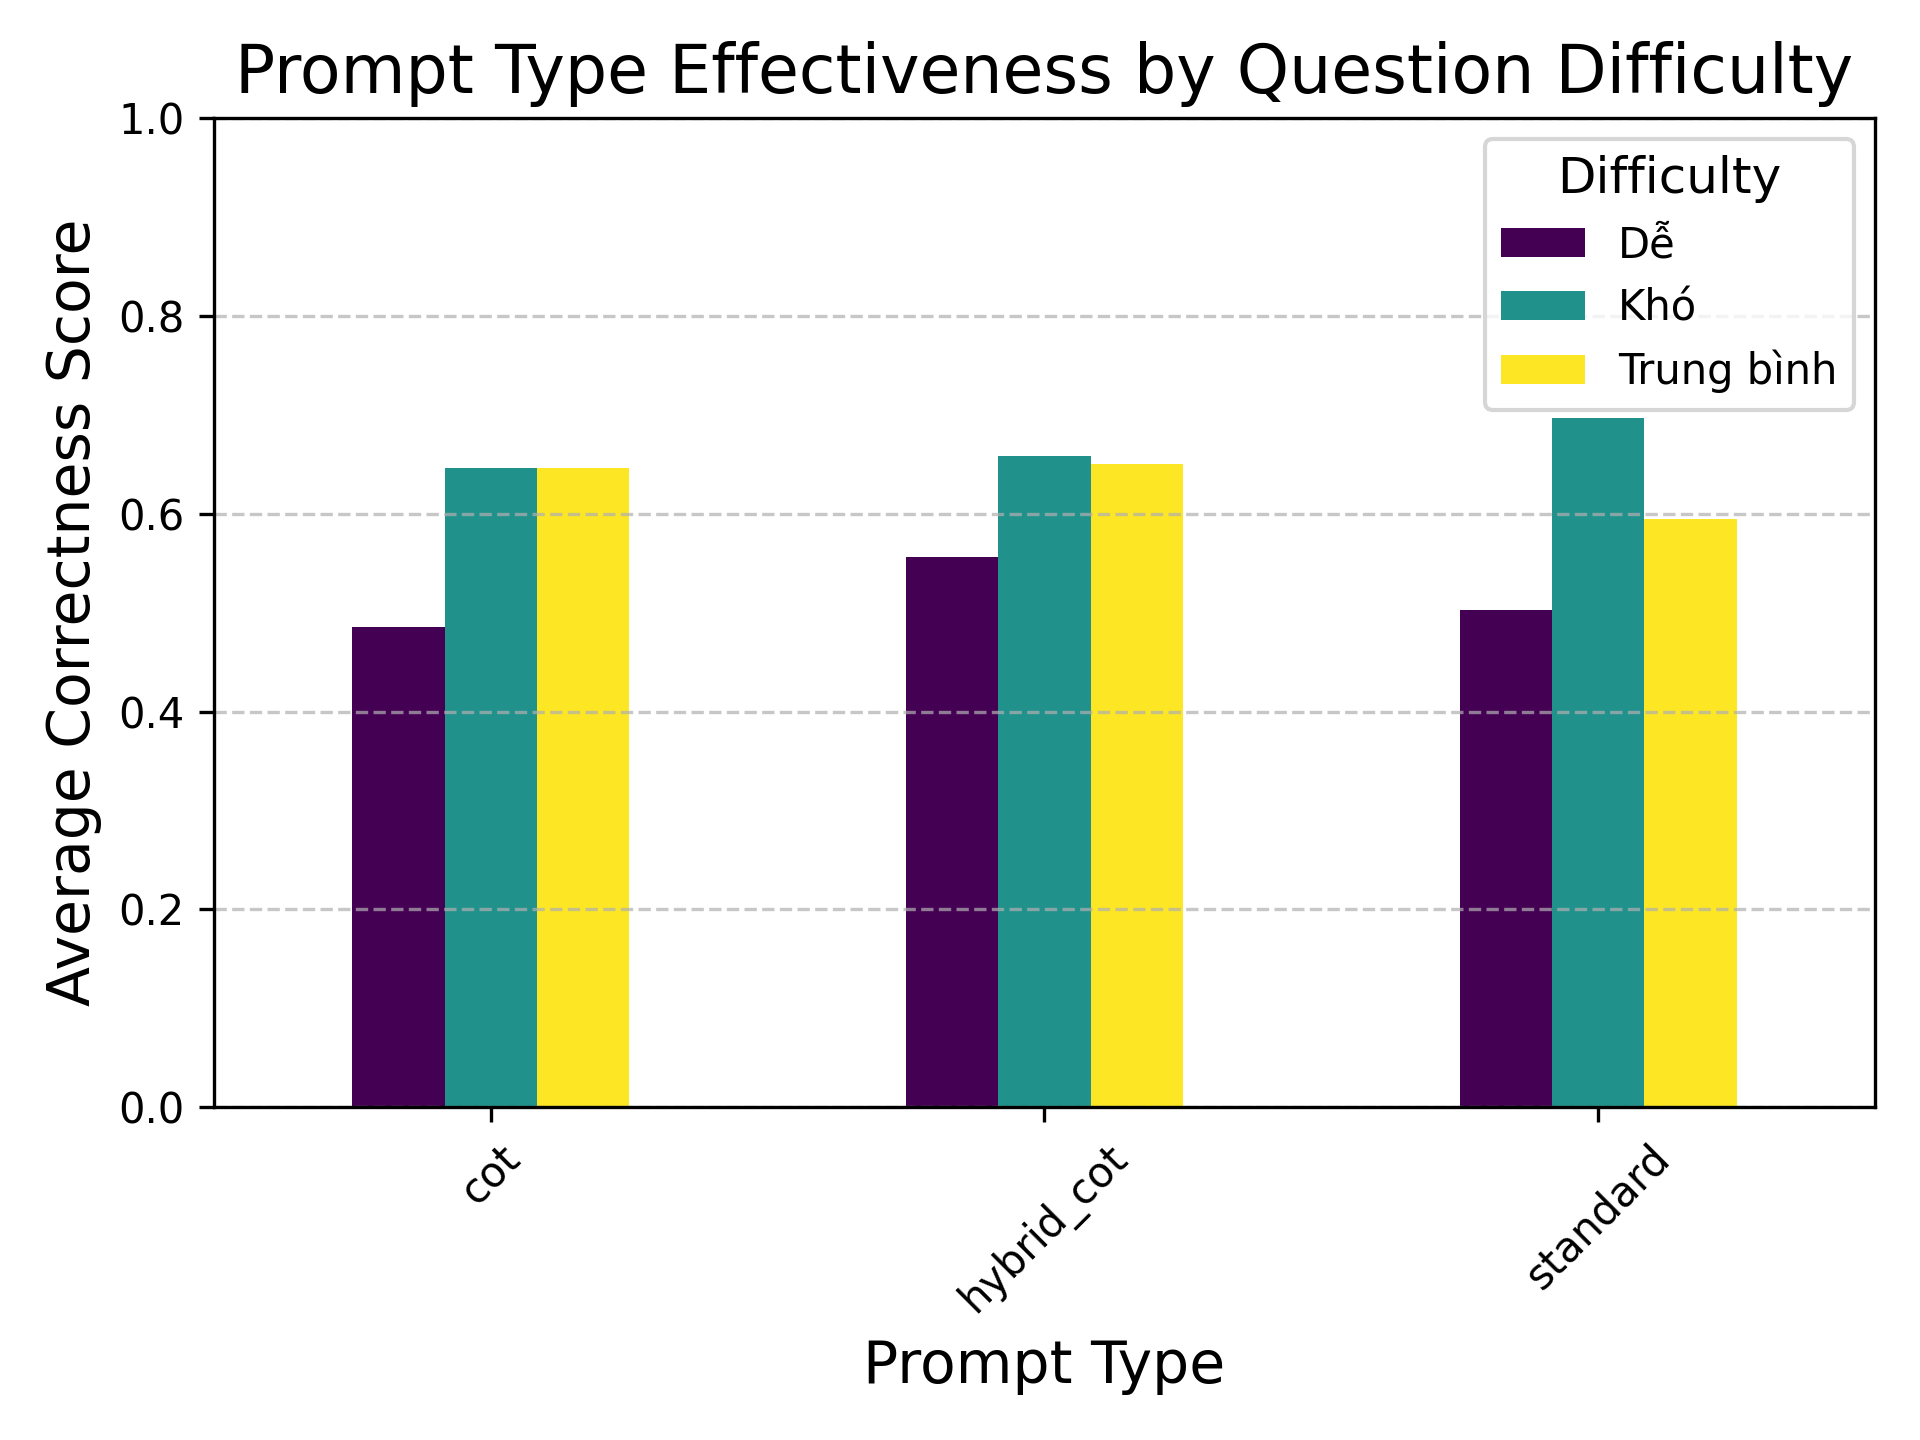 Prompt Type Effectiveness by Question Difficulty
Average Correctness Score
1.0
0.8
0.6
0.4
0.2
0.0
Difficulty
Dễ
Khó
Trung bình
cot
hybrid_cot
standard
Prompt Type